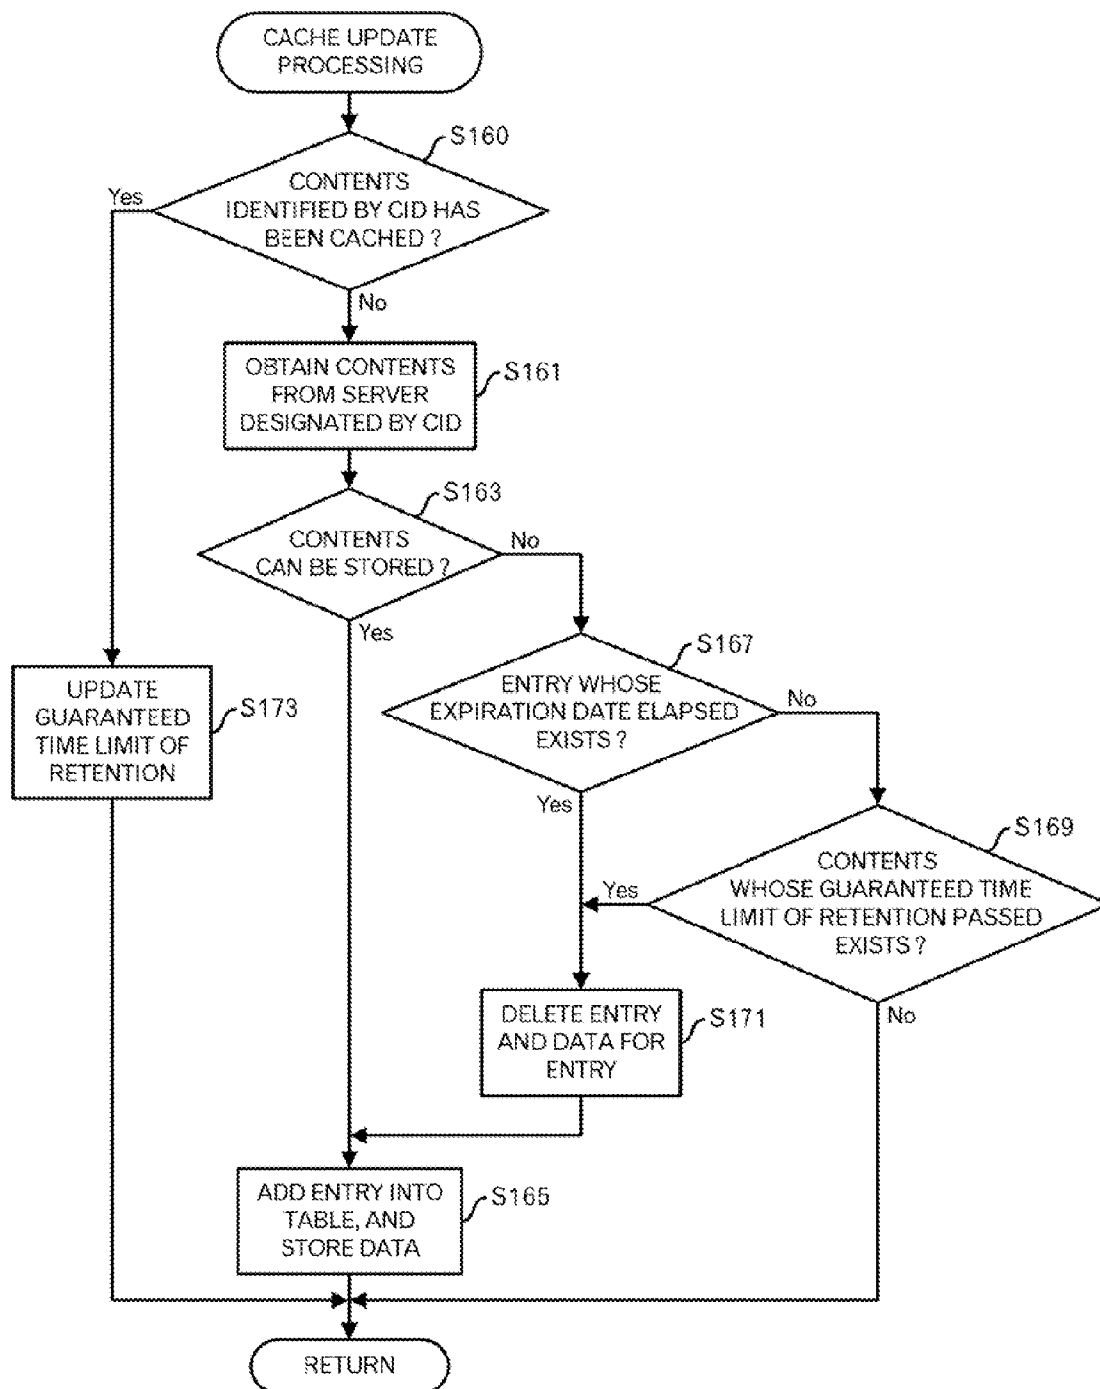 CACHE UPDATE
PROCESSING
S160
CONTENTS
IDENTIFIED BY CID HAS
BEEN CACHED ?
Yes
No
OBTAIN CONTENTS
FROM SERVER
DESIGNATED BY CID
S161
S163
CONTENTS
CAN BE STORED ?
No
Yes
S167
ENTRY WHOSE
EXPIRATION DATE ELAPSED
EXISTS ?
No
Yes
UPDATE
GUARANTEED
TIME LIMIT OF
RETENTION
S173
S169
CONTENTS
WHOSE GUARANTEED TIME
LIMIT OF RETENTION PASSED
EXISTS ?
Yes
No
DELETE ENTRY
AND DATA FOR
ENTRY
S171
ADD ENTRY INTO
TABLE, AND
STORE DATA
S165
RETURN